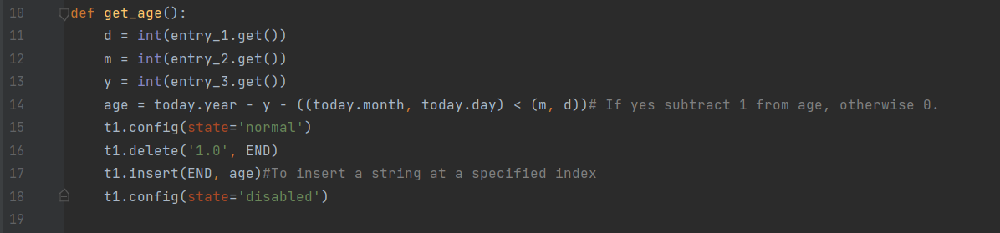 10 def get_age():
11     d = int(entry_1.get())
12     m = int(entry_2.get())
13     y = int(entry_3.get())
14     age = today.year - y - ((today.month, today.day) < (m, d))# If yes subtract 1 from age, otherwise 0.
15     t1.config(state='normal')
16     t1.delete('1.0', END)
17     t1.insert(END, age)#To insert a string at a specified index
18     t1.config(state='disabled')
19